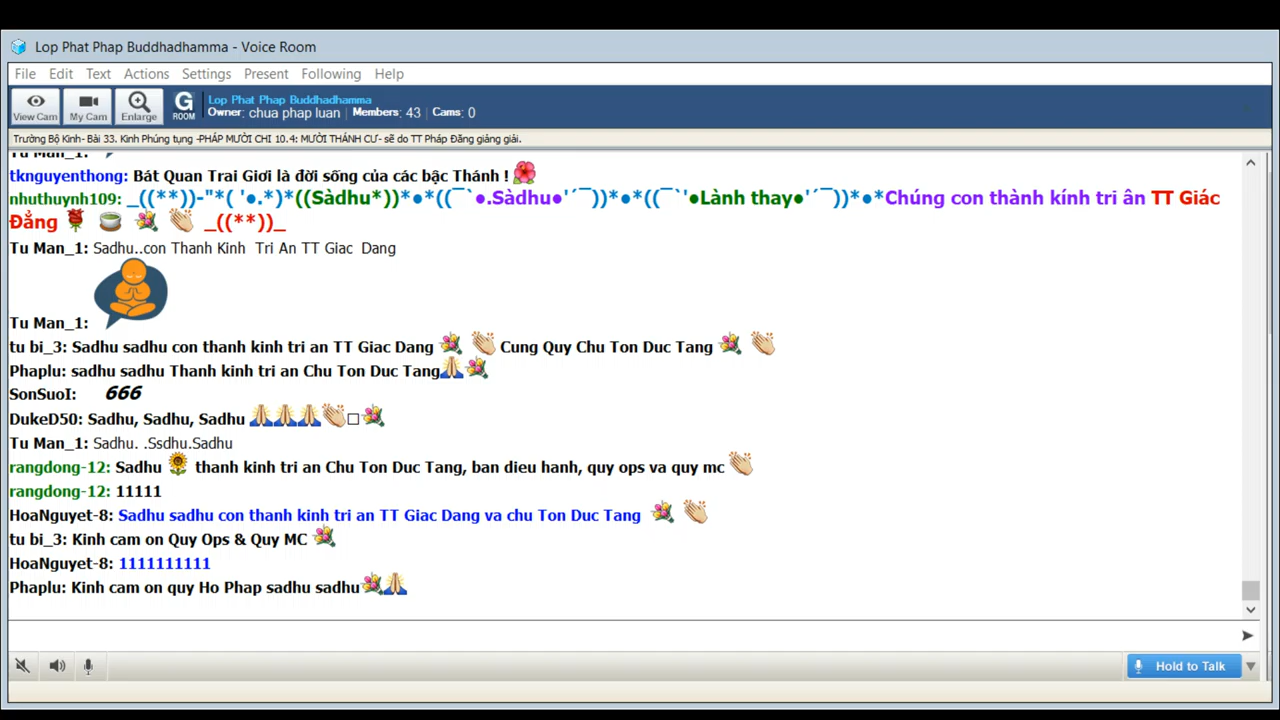 Lop Phat Phap Buddhadhamma - Voice Room
File Edit Text Actions Settings Present Following Help
View Cam My Cam Enlarge G ROOM Lop Phat Phap Buddhadhamma
Owner: chua phap luan | Members: 43 | Cams: 0
Trường Bộ Kinh- Bài 33. Kinh Phúng tụng -PHÁP MƯỜI CHI 10.4: MƯỜI THÁNH CƯ- sẽ do TT Pháp Đăng giảng giải.
Tu Man_1:
tknguyenthong: Bát Quan Trai Giơi là đời sống của các bậc Thánh !
nhuthuynh109: _((**))-"*( '●.*)*((Sàdhu*))*●*((¯`●.Sàdhu●'´¯))*●*((¯`'●Lành thay●'´¯))*●*Chúng con thành kính tri ân TT Giác
Đẳng 🌹 🍵 💐 👏 _((**))_
Tu Man_1: Sadhu..con Thanh Kinh Tri An TT Giac Dang
Tu Man_1:
tu bi_3: Sadhu sadhu con thanh kinh tri an TT Giac Dang 💐 👏 Cung Quy Chu Ton Duc Tang 💐 👏
Phaplu: sadhu sadhu Thanh kinh tri an Chu Ton Duc Tang🙏💐
SonSuoI: 666
DukeD50: Sadhu, Sadhu, Sadhu 🙏🙏🙏👏□💐
Tu Man_1: Sadhu. .Ssdhu.Sadhu
rangdong-12: Sadhu 🌻 thanh kinh tri an Chu Ton Duc Tang, ban dieu hanh, quy ops va quy mc 👏
rangdong-12: 11111
HoaNguyet-8: Sadhu sadhu con thanh kinh tri an TT Giac Dang va chu Ton Duc Tang 💐 👏
tu bi_3: Kinh cam on Quy Ops & Quy MC 💐
HoaNguyet-8: 1111111111
Phaplu: Kinh cam on quy Ho Phap sadhu sadhu💐🙏
Hold to Talk